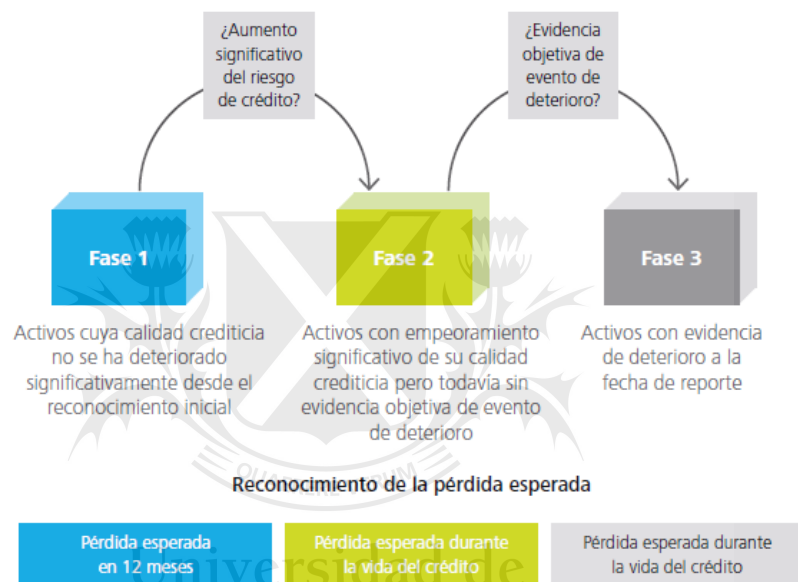 ¿Aumento
significativo
del riesgo
de crédito?
¿Evidencia
objetiva de
evento de
deterioro?
Fase 1
Fase 2
Fase 3
Activos cuya calidad crediticia
no se ha deteriorado
significativamente desde el
reconocimiento inicial
Activos con empeoramiento
significativo de su calidad
crediticia pero todavía sin
evidencia objetiva de evento
de deterioro
Activos con evidencia
de deterioro a la
fecha de reporte
Reconocimiento de la pérdida esperada
Pérdida esperada
en 12 meses
Pérdida esperada durante
la vida del crédito
Pérdida esperada durante
la vida del crédito
Universidad de